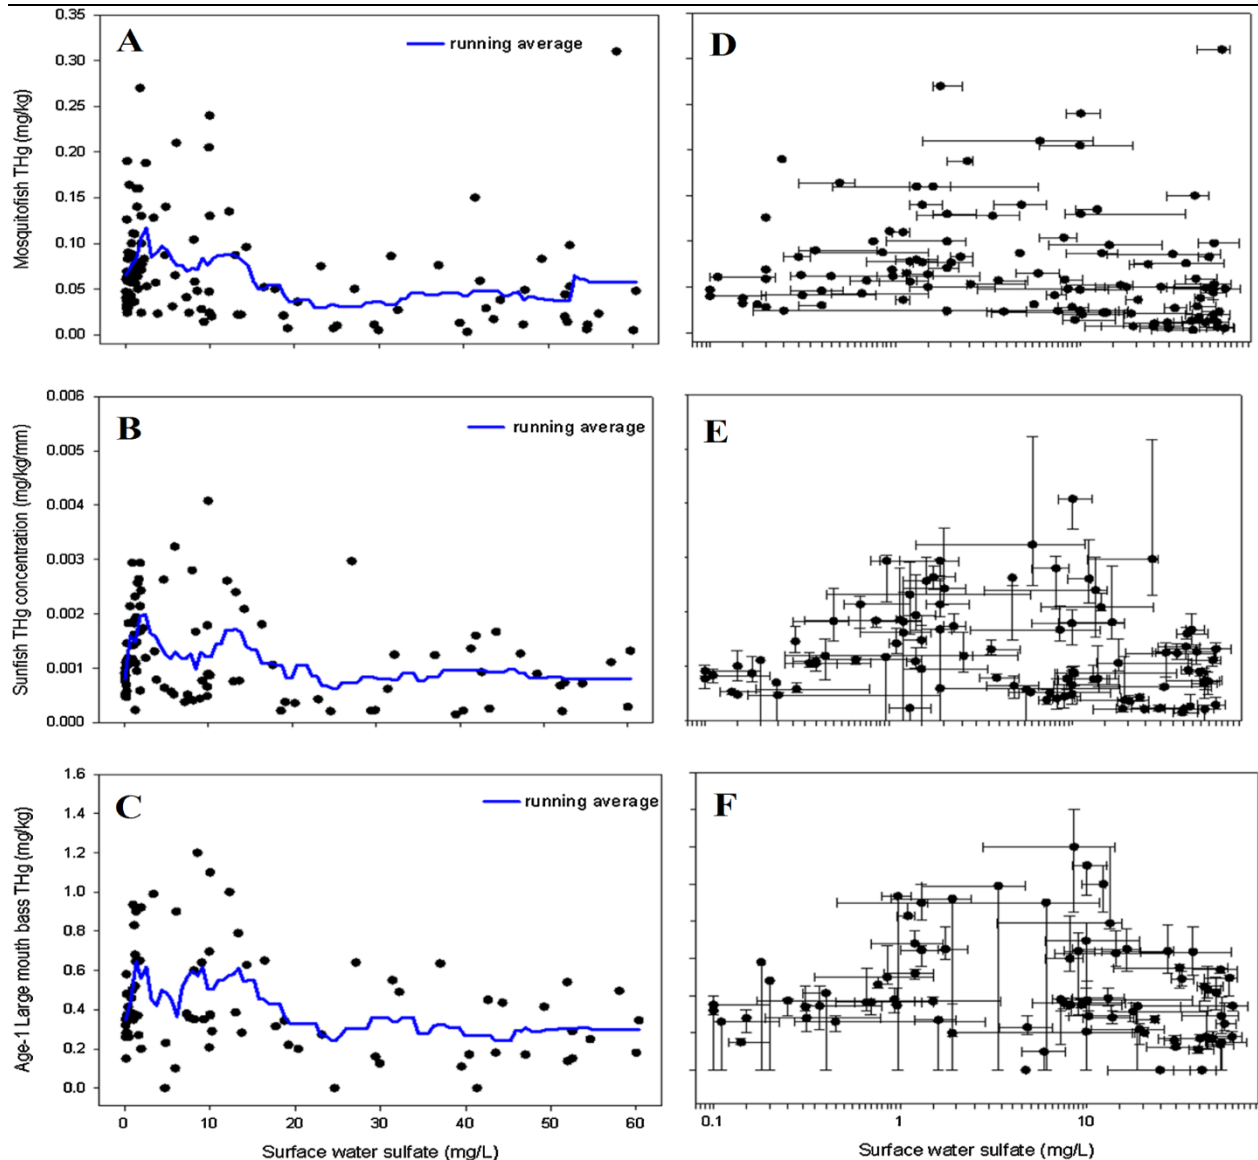 A
running average
Mosquitofish THg (mg/kg)
0.35
0.30
0.25
0.20
0.15
0.10
0.05
0.00
D
B
running average
Sunfish THg concentration (mg/kg/mm)
0.006
0.005
0.004
0.003
0.002
0.001
0.000
E
C
running average
Age-1 Large mouth bass THg (mg/kg)
1.6
1.4
1.2
1.0
0.8
0.6
0.4
0.2
0.0
0 10 20 30 40 50 60
Surface water sulfate (mg/L)
F
0.1 1 10
Surface water sulfate (mg/L)